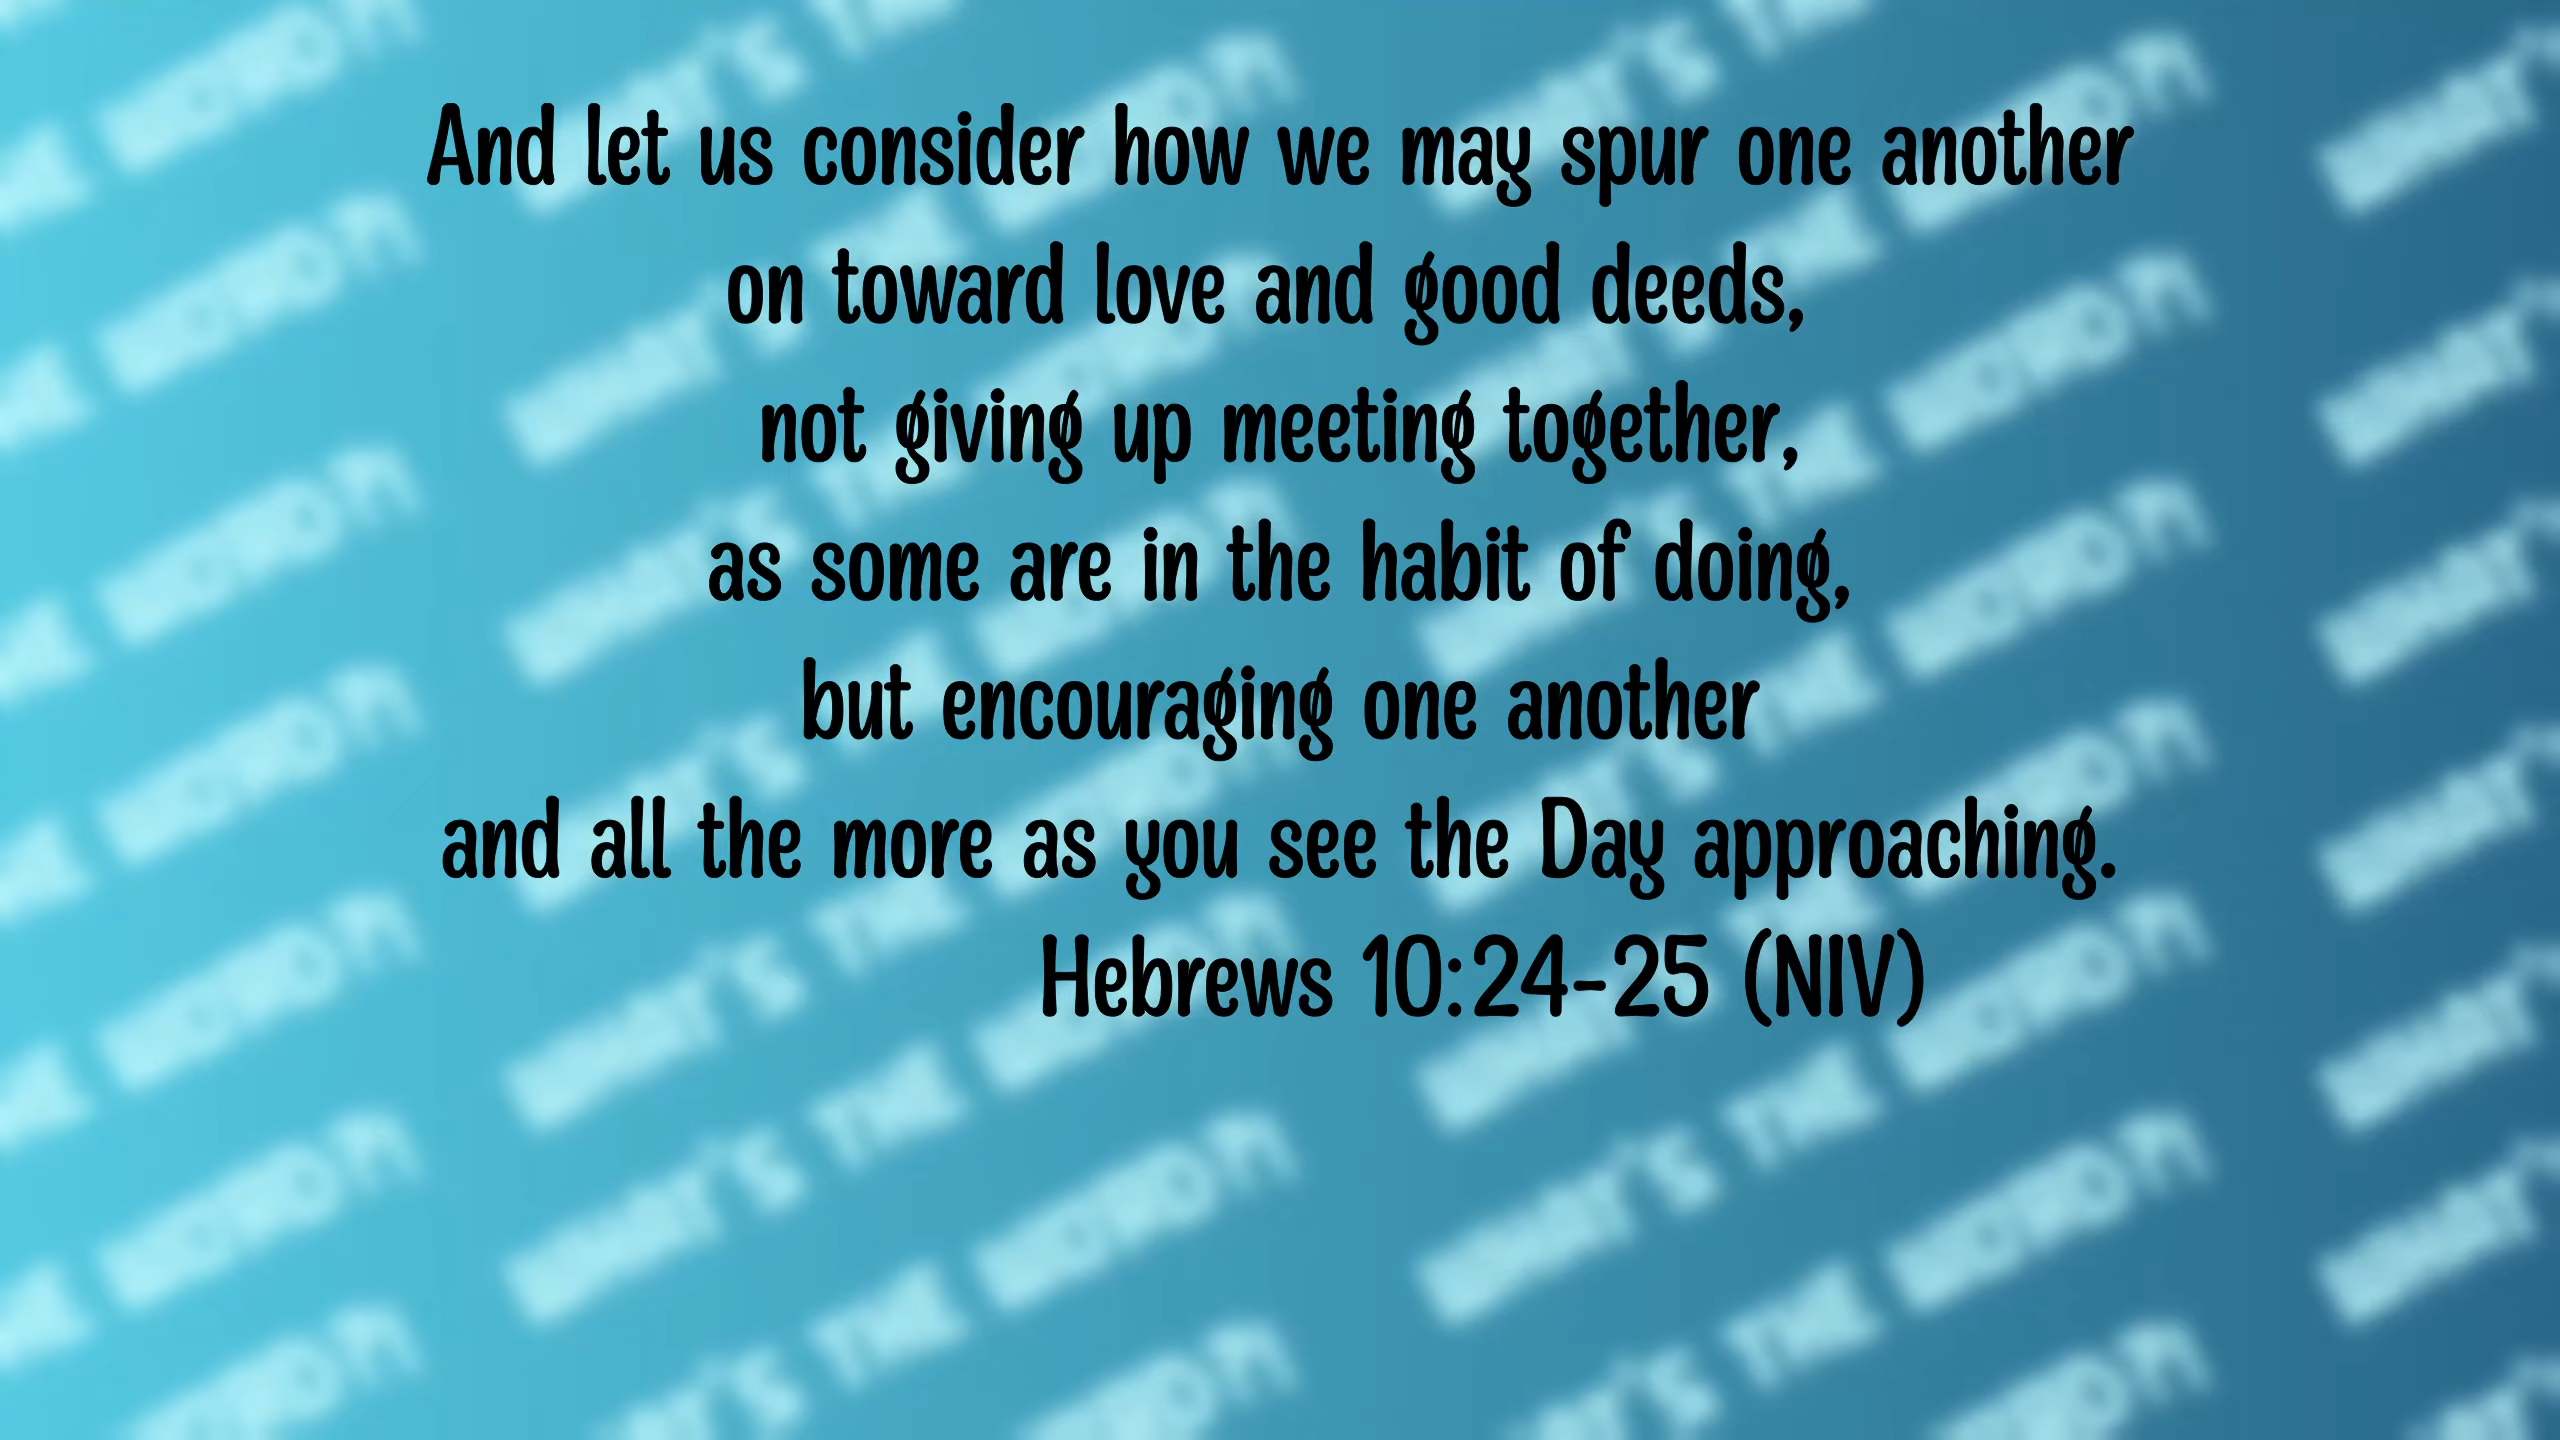 And let us consider how we may spur one another
on toward love and good deeds,
not giving up meeting together,
as some are in the habit of doing,
but encouraging one another
and all the more as you see the Day approaching.
Hebrews 10:24-25 (NIV)